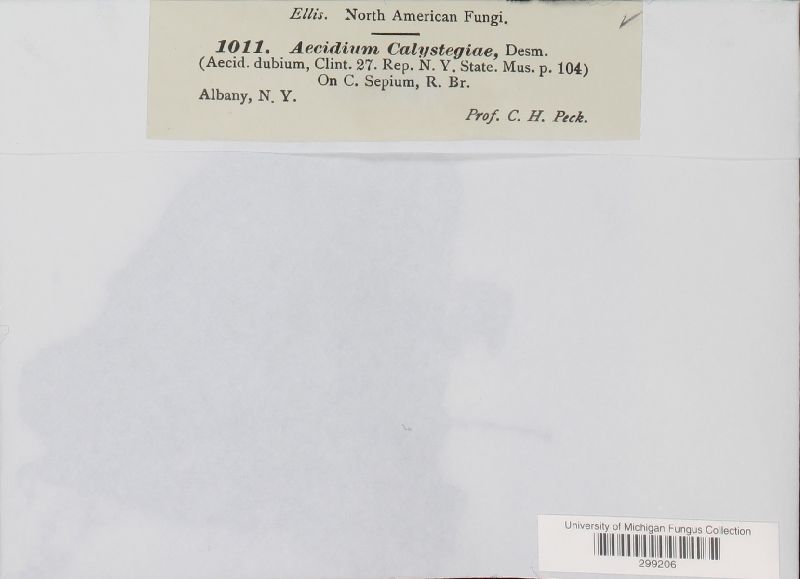 Ellis. North American Fungi.
1011. Aecidium Calystegiae, Desm.
(Aecid. dubium, Clint. 27. Rep. N. Y. State. Mus. p. 104)
On C. Sepium, R. Br.
Albany, N. Y.
Prof. C. H. Peck.
University of Michigan Fungus Collection
299206